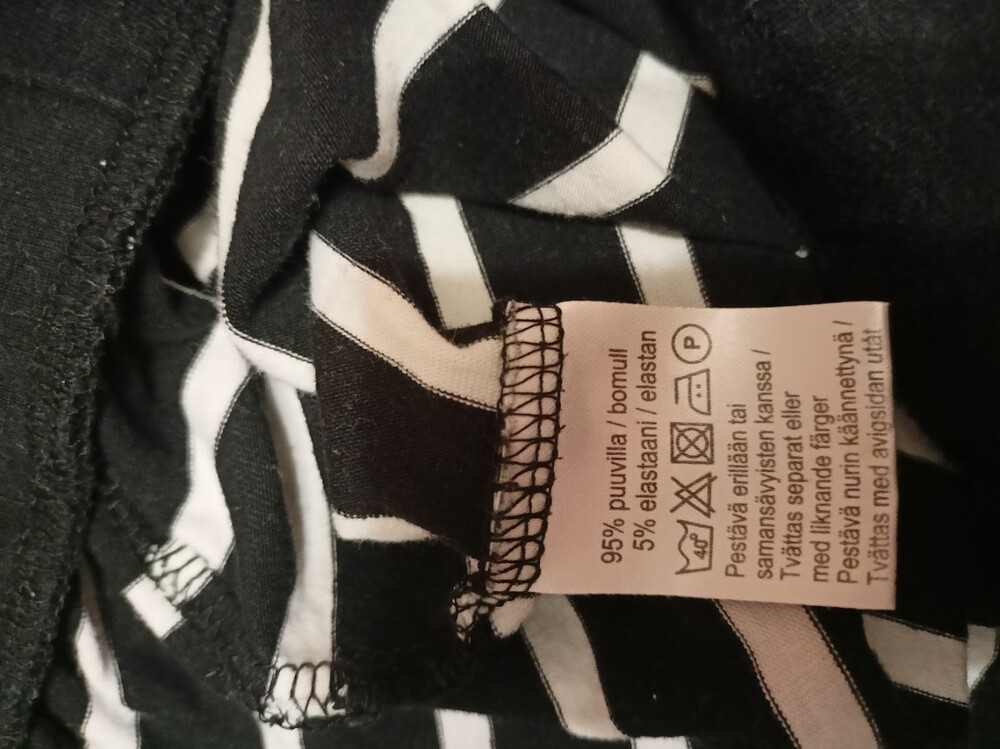 95% puuvilla / bomull
5% elastaani / elastan
40° P
Pestävä erillään tai
samansävyisten kanssa /
Tvättas separat eller
med liknande färger
Pestävä nurin käännettynä /
Tvättas med avigsidan utåt